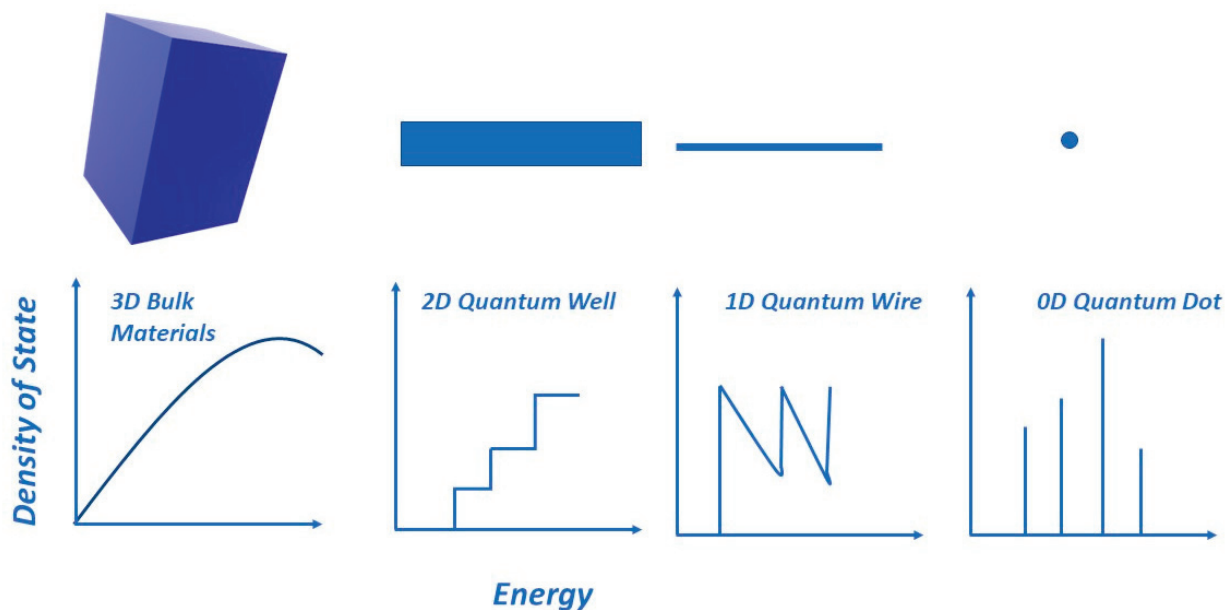 3D Bulk
Materials
2D Quantum Well
1D Quantum Wire
0D Quantum Dot
Density of State
Energy